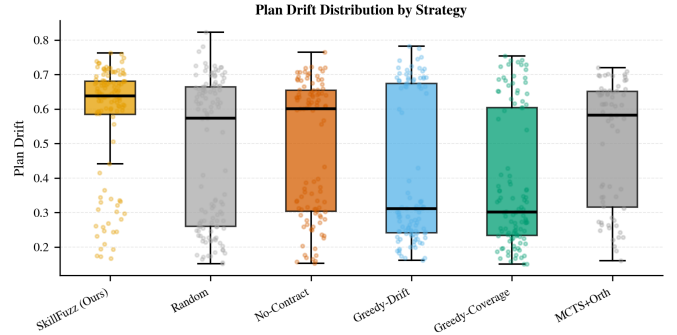 Plan Drift Distribution by Strategy
Plan Drift
0.8
0.7
0.6
0.5
0.4
0.3
0.2
SkillFuzz (Ours)
Random
No-Contract
Greedy-Drift
Greedy-Coverage
MCTS+Orth